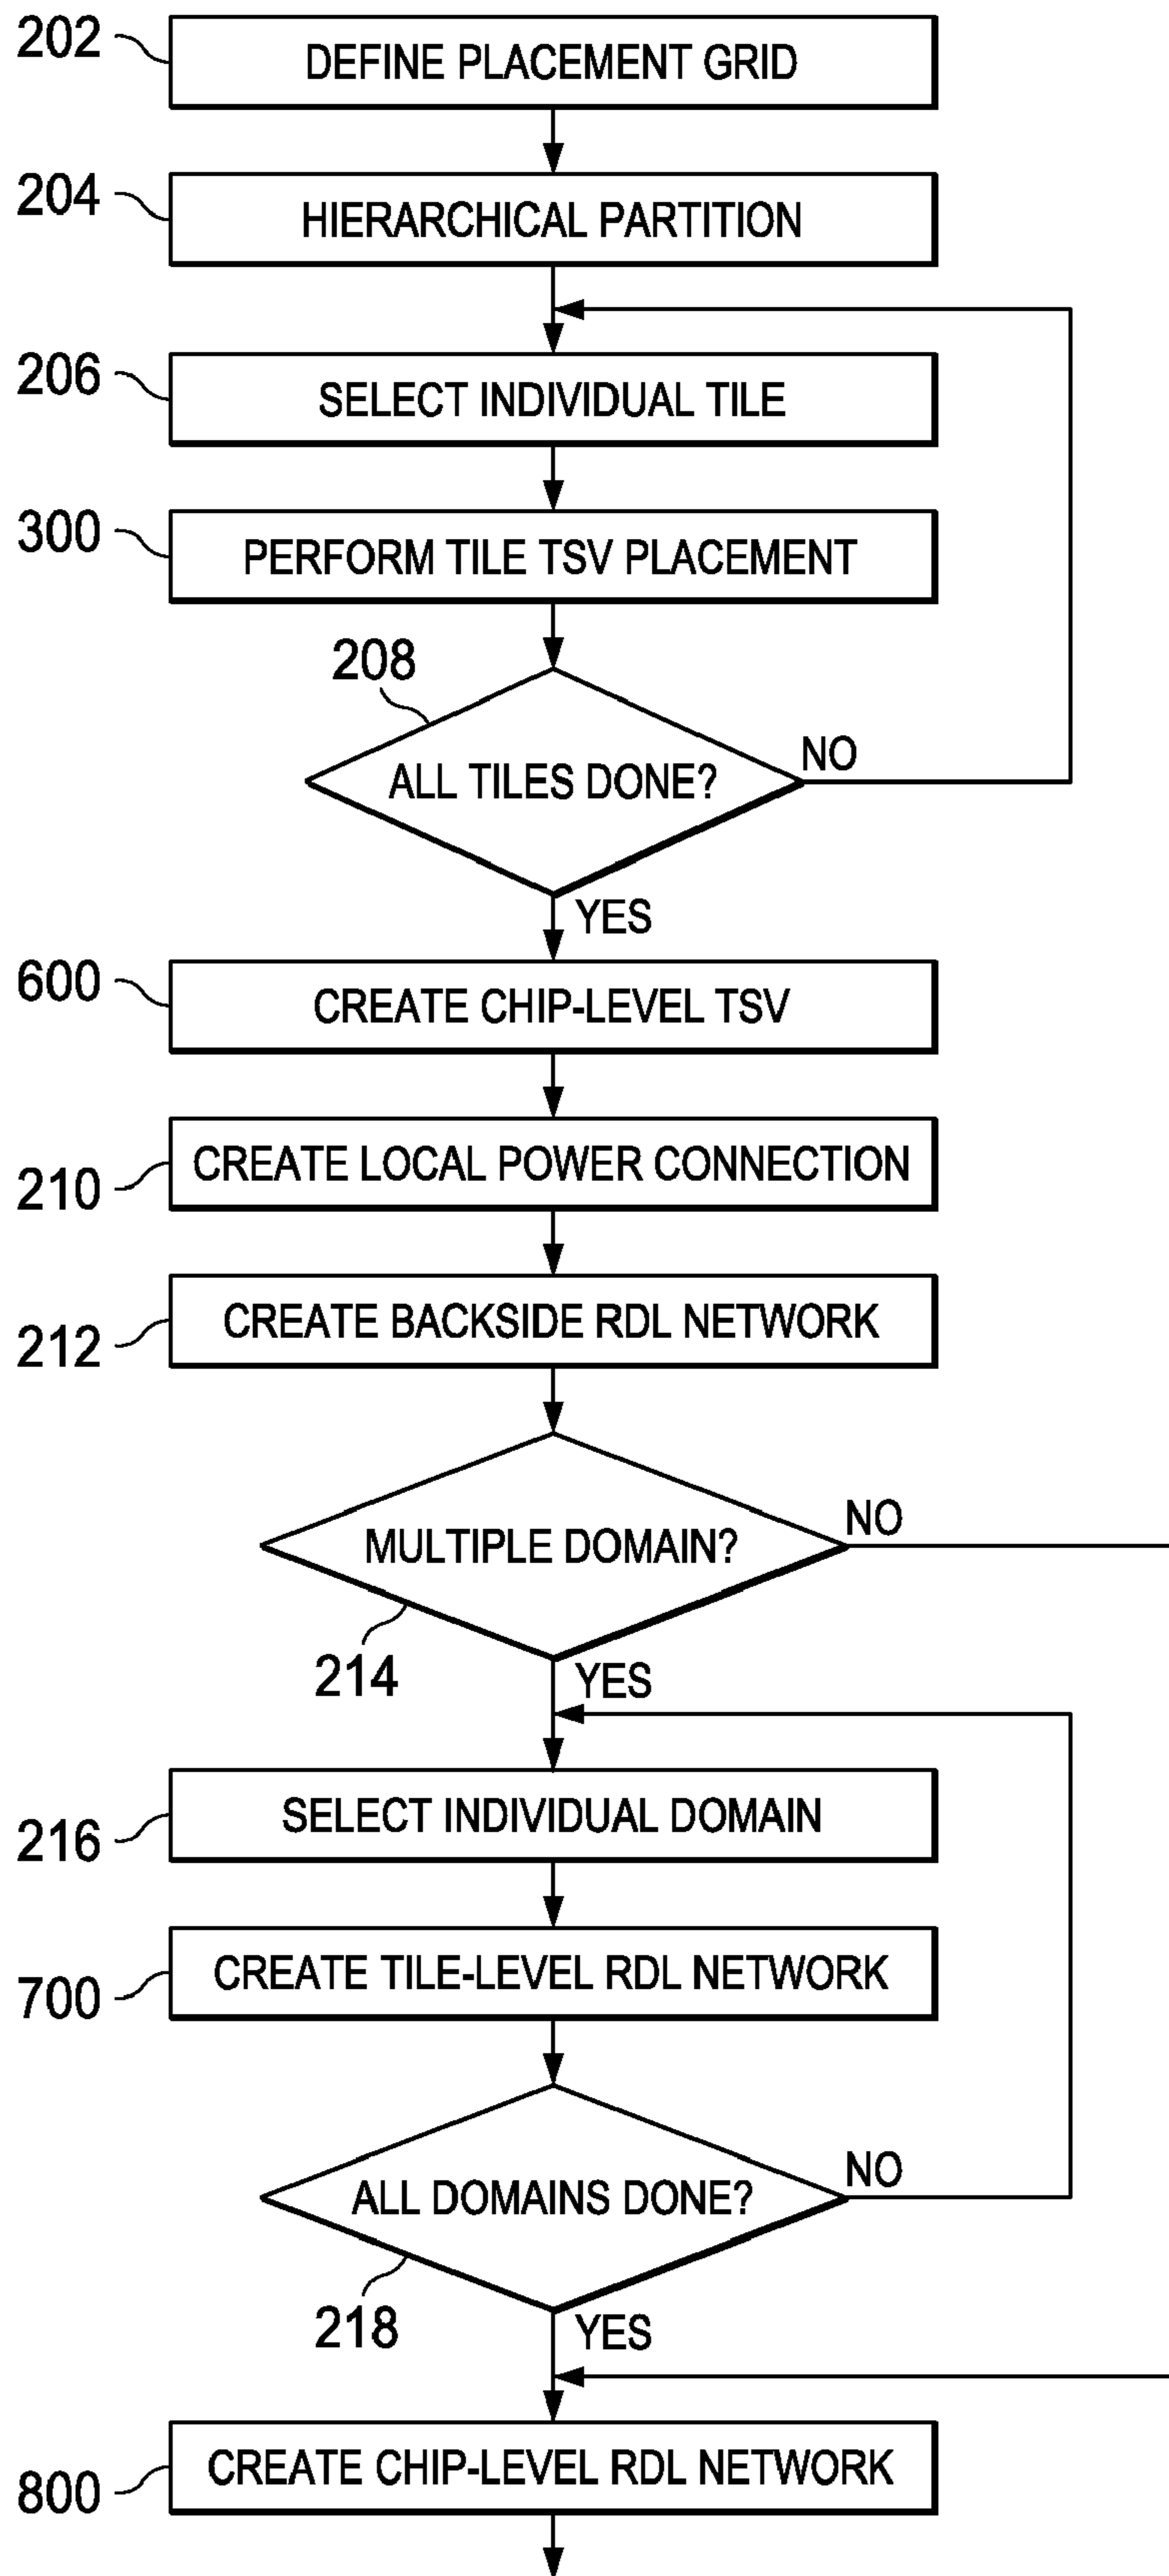 202
DEFINE PLACEMENT GRID
204
HIERARCHICAL PARTITION
206
SELECT INDIVIDUAL TILE
300
PERFORM TILE TSV PLACEMENT
208
ALL TILES DONE?
NO
YES
600
CREATE CHIP-LEVEL TSV
210
CREATE LOCAL POWER CONNECTION
212
CREATE BACKSIDE RDL NETWORK
MULTIPLE DOMAIN?
NO
214
YES
216
SELECT INDIVIDUAL DOMAIN
700
CREATE TILE-LEVEL RDL NETWORK
ALL DOMAINS DONE?
NO
218
YES
800
CREATE CHIP-LEVEL RDL NETWORK